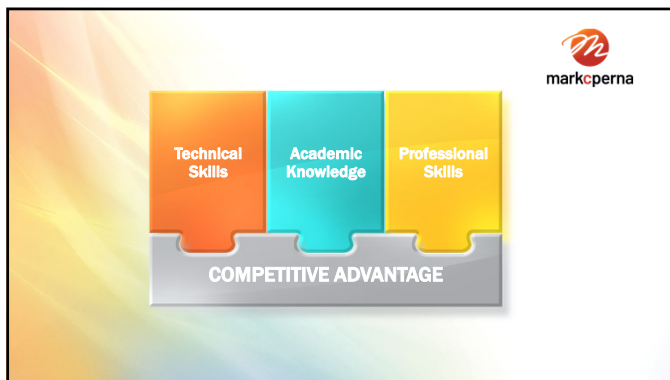 markcperna
Technical
Skills
Academic
Knowledge
Professional
Skills
COMPETITIVE ADVANTAGE